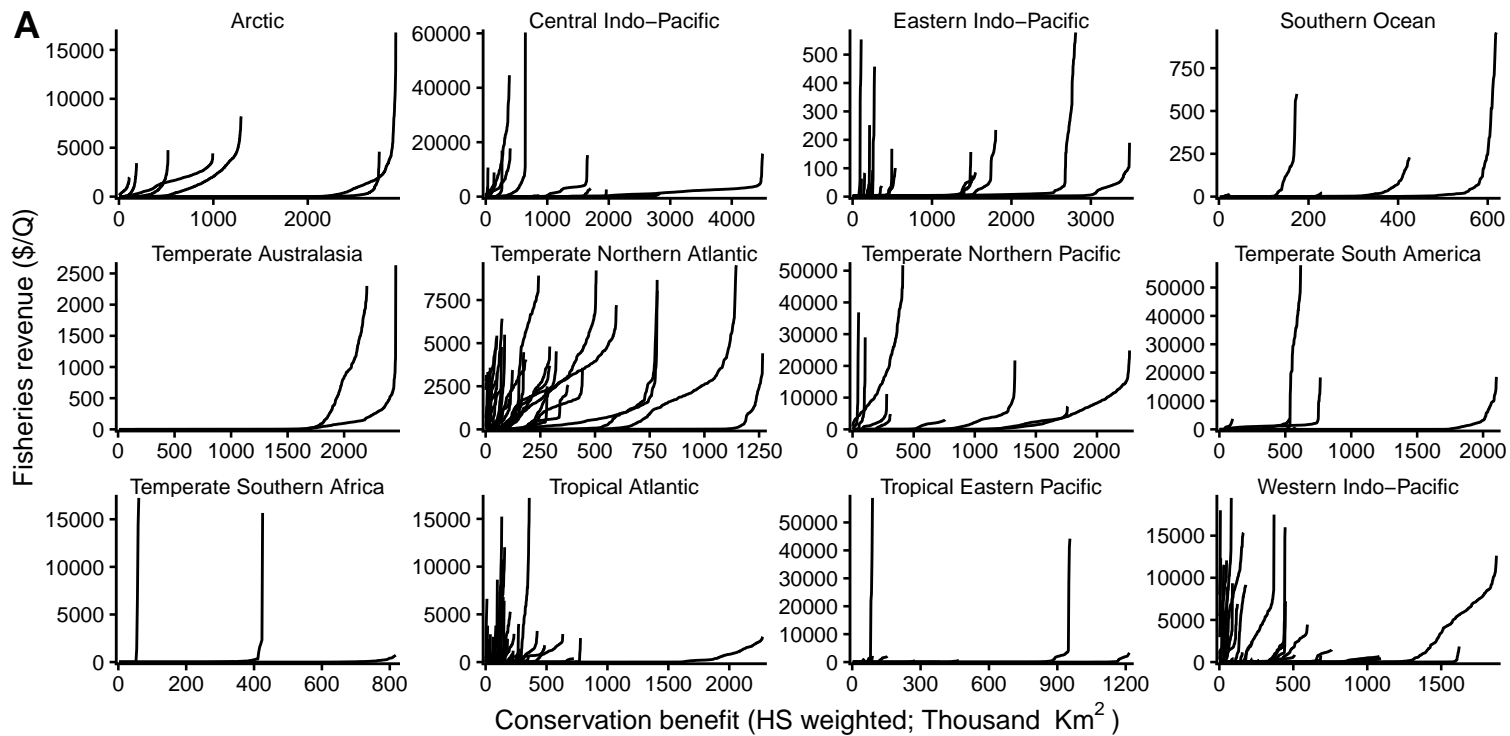 A
Arctic
Central Indo−Pacific
Eastern Indo−Pacific
Southern Ocean
15000
10000
5000
0
0 1000 2000
60000
40000
20000
0
0 1000 2000 3000 4000
500
400
300
200
100
0
0 1000 2000 3000
750
500
250
0
0 200 400 600
Temperate Australasia
Temperate Northern Atlantic
Temperate Northern Pacific
Temperate South America
2500
2000
1500
1000
500
0
0 500 1000 1500 2000
7500
5000
2500
0
0 250 500 750 1000 1250
50000
40000
30000
20000
10000
0
0 500 1000 1500 2000
50000
40000
30000
20000
10000
0
0 500 1000 1500 2000
Temperate Southern Africa
Tropical Atlantic
Tropical Eastern Pacific
Western Indo−Pacific
15000
10000
5000
0
0 200 400 600 800
15000
10000
5000
0
0 500 1000 1500 2000
50000
40000
30000
20000
10000
0
0 300 600 900 1200
15000
10000
5000
0
0 500 1000 1500
Fisheries revenue ($/Q)
Conservation benefit (HS weighted; Thousand Km² )